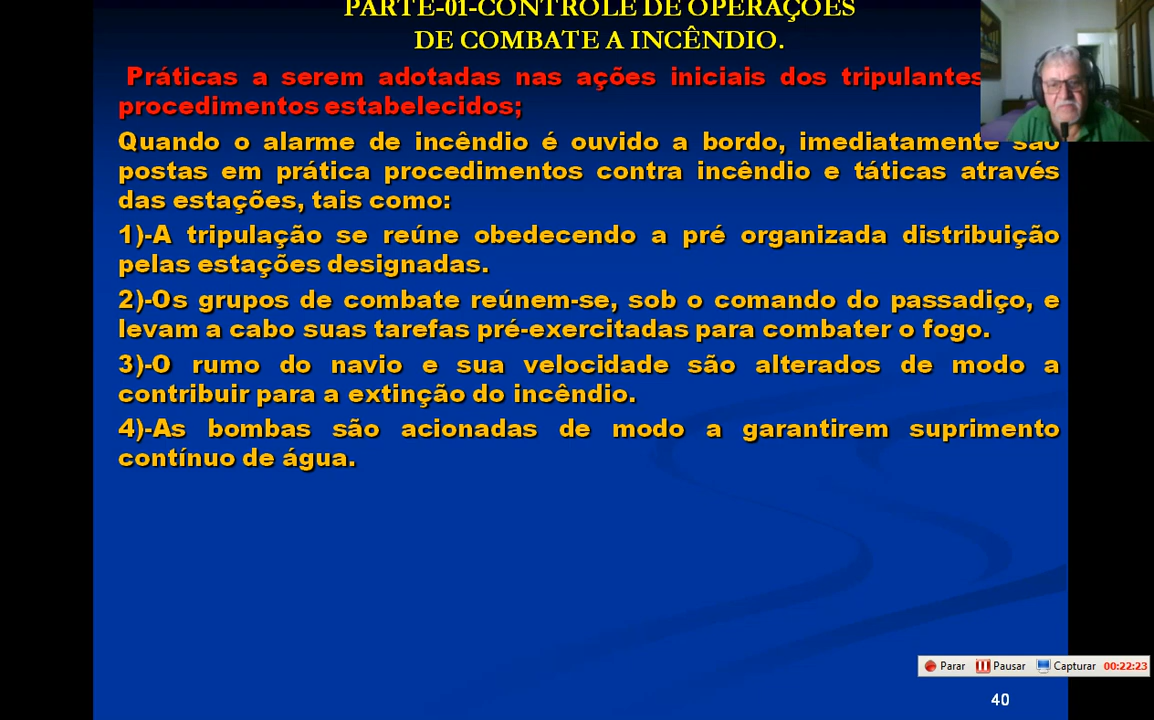 PARTE-01-CONTROLE DE OPERAÇÕES
DE COMBATE A INCÊNDIO.
Práticas a serem adotadas nas ações iniciais dos tripulantes
procedimentos estabelecidos;
Quando o alarme de incêndio é ouvido a bordo, imediatamente são
postas em prática procedimentos contra incêndio e táticas através
das estações, tais como:
1)-A tripulação se reúne obedecendo a pré organizada distribuição
pelas estações designadas.
2)-Os grupos de combate reúnem-se, sob o comando do passadiço, e
levam a cabo suas tarefas pré-exercitadas para combater o fogo.
3)-O rumo do navio e sua velocidade são alterados de modo a
contribuir para a extinção do incêndio.
4)-As bombas são acionadas de modo a garantirem suprimento
contínuo de água.
Parar Pausar Capturar 00:22:23
40